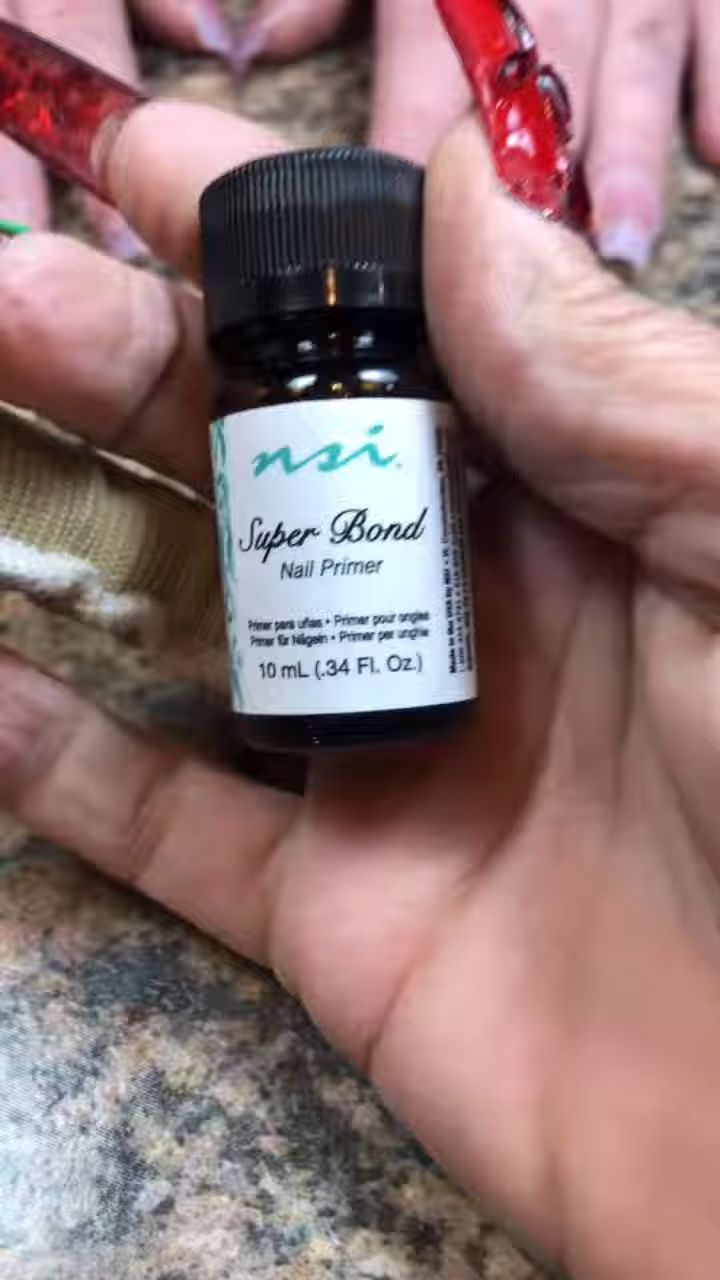 nsi.
Super Bond
Nail Primer
Primer para uñas • Primer pour ongles
Primer für Nägeln • Primer per unghie
10 mL (.34 Fl. Oz.)